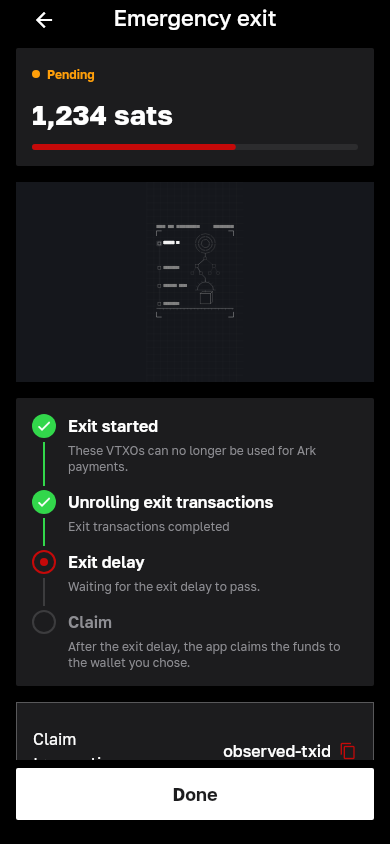 Emergency exit
Pending
1,234 sats
Exit started
These VTXOs can no longer be used for Ark
payments.
Unrolling exit transactions
Exit transactions completed
Exit delay
Waiting for the exit delay to pass.
Claim
After the exit delay, the app claims the funds to
the wallet you chose.
Claim
observed-txid
Done